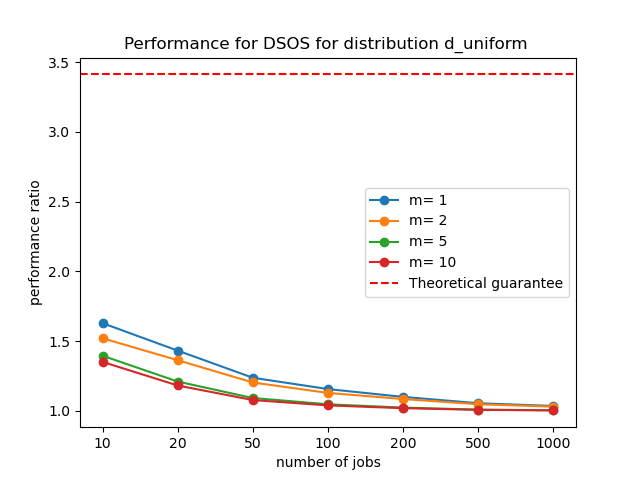 Performance for DSOS for distribution d_uniform
3.5
3.0
2.5
2.0
1.5
1.0
performance ratio
m= 1
m= 2
m= 5
m= 10
Theoretical guarantee
10 20 50 100 200 500 1000
number of jobs